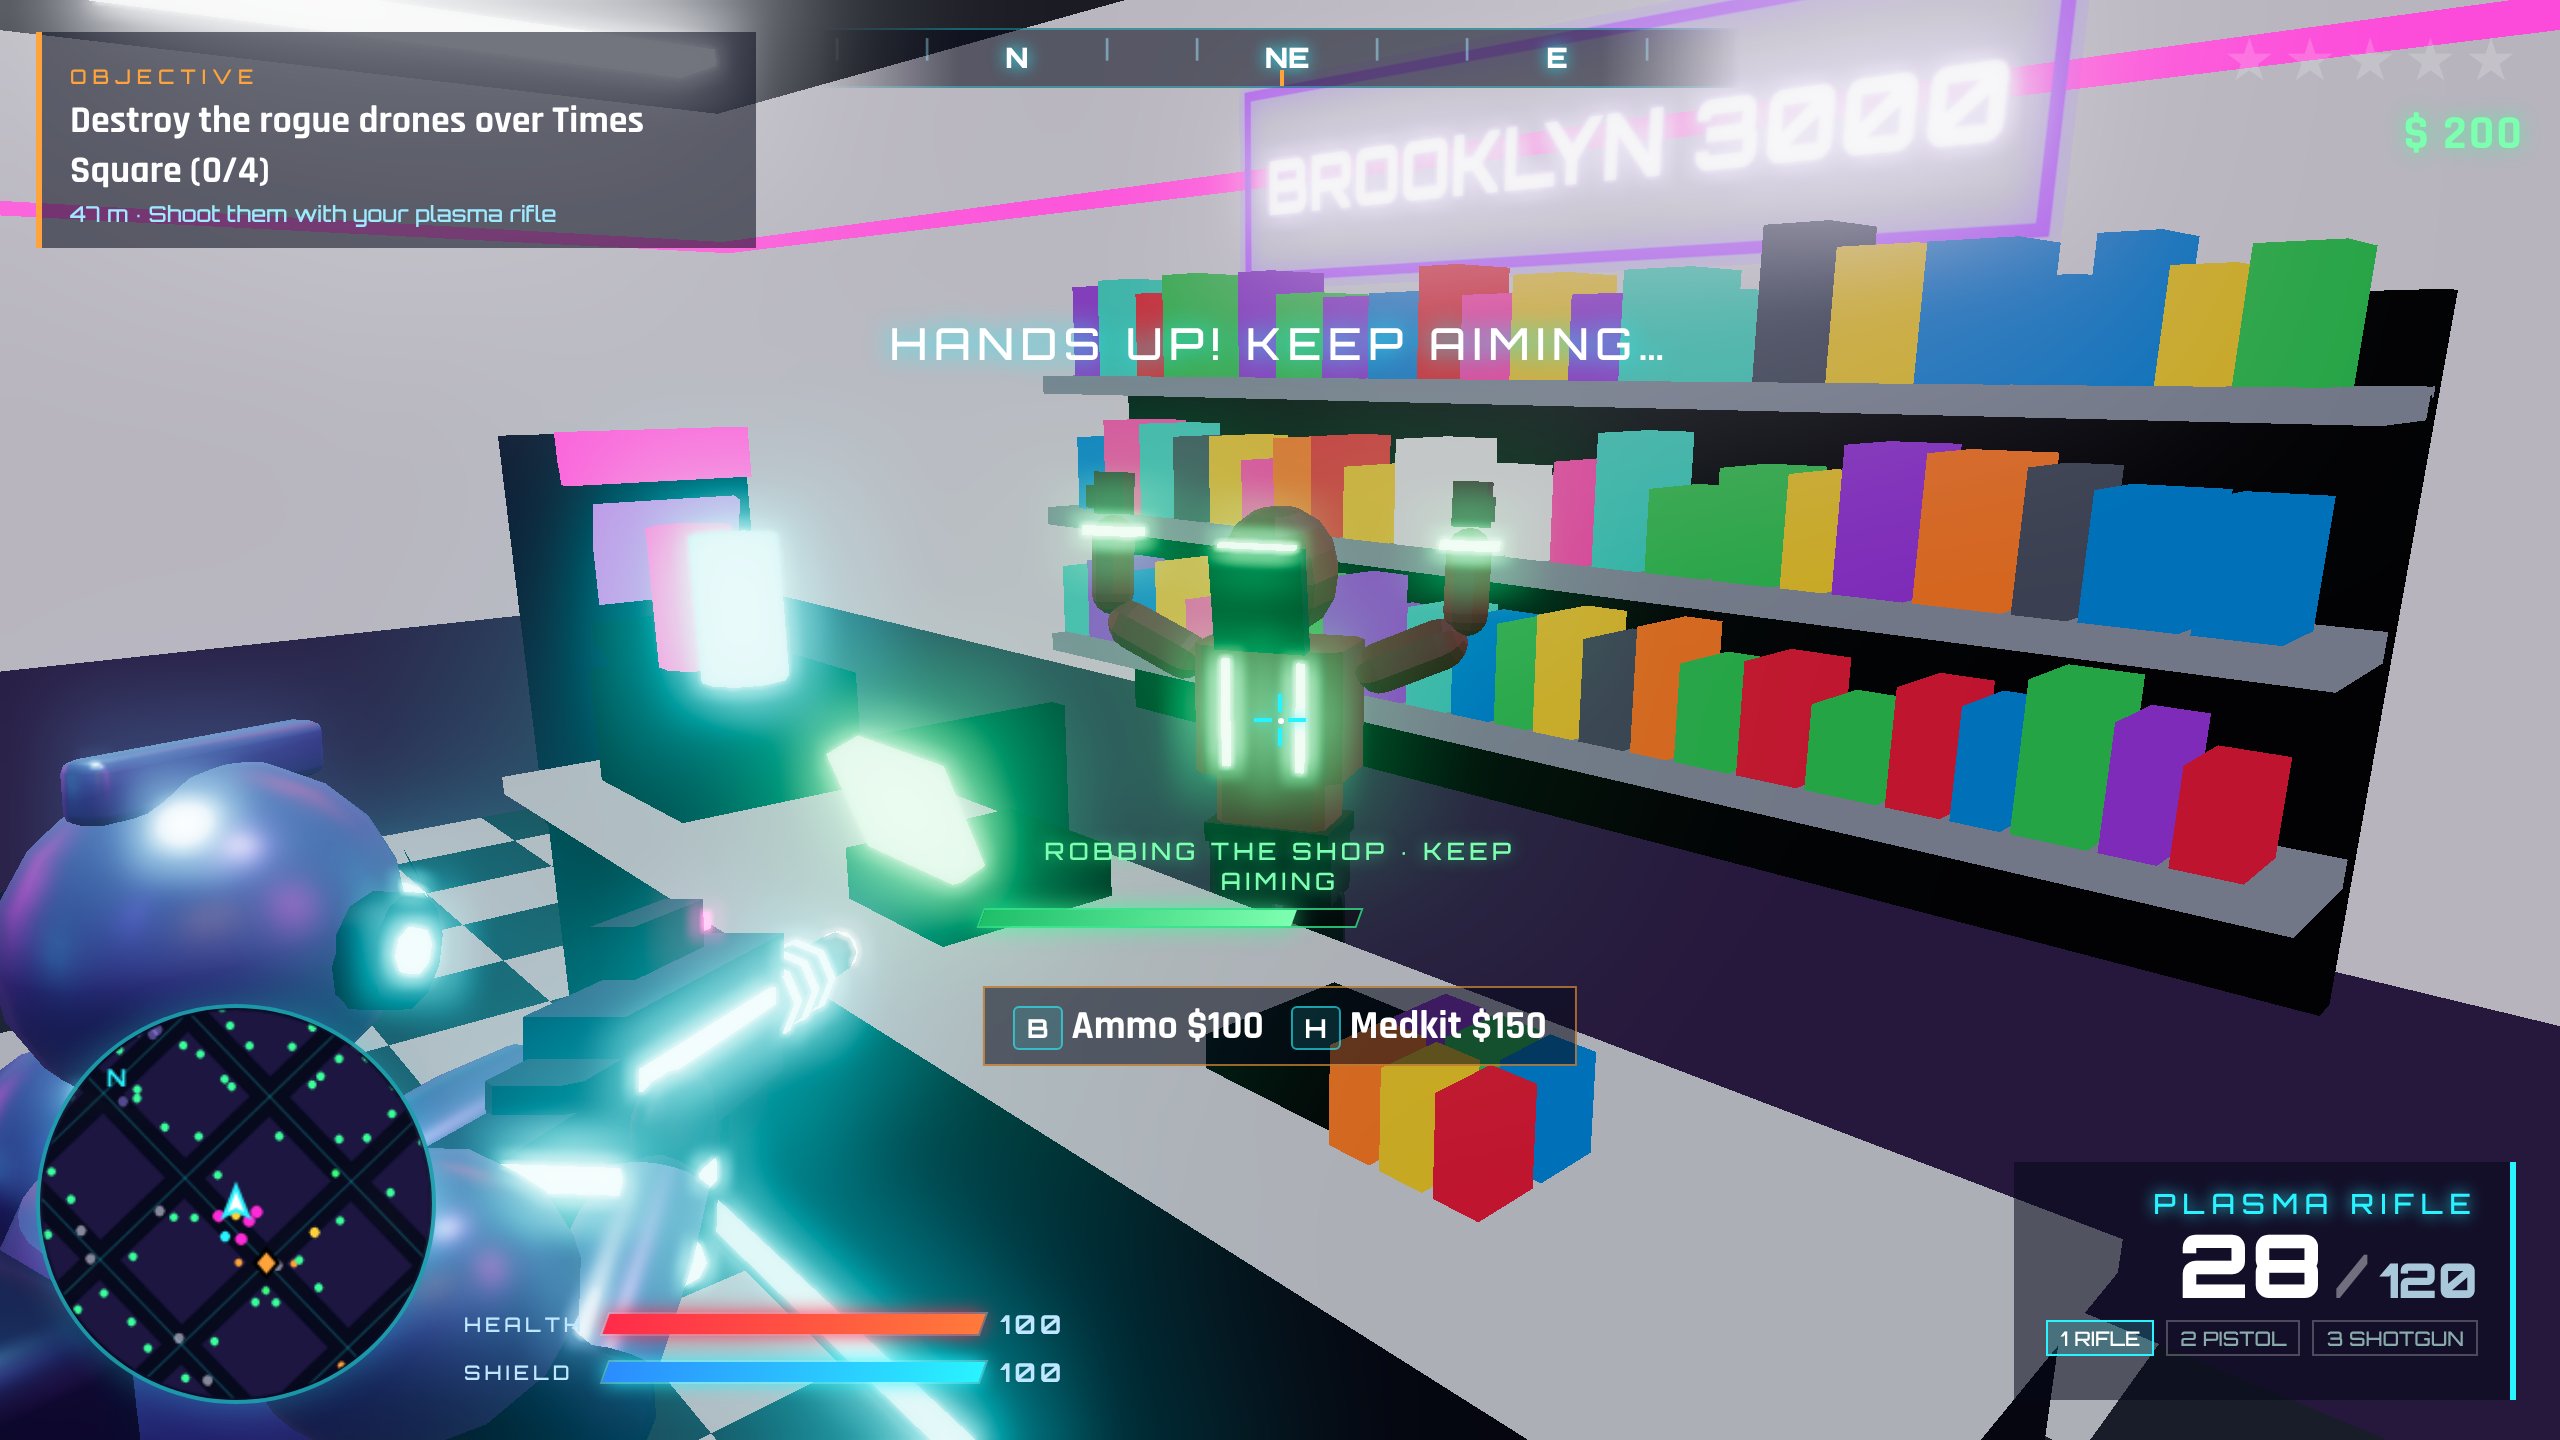 OBJECTIVE
Destroy the rogue drones over Times
Square (0/4)
47 m · Shoot them with your plasma rifle
N
NE
E
BROOKLYN 3000
$ 200
HANDS UP! KEEP AIMING...
ROBBING THE SHOP · KEEP
AIMING
B Ammo $100 H Medkit $150
N
HEALTH 100
SHIELD 100
PLASMA RIFLE
28 / 120
1 RIFLE 2 PISTOL 3 SHOTGUN